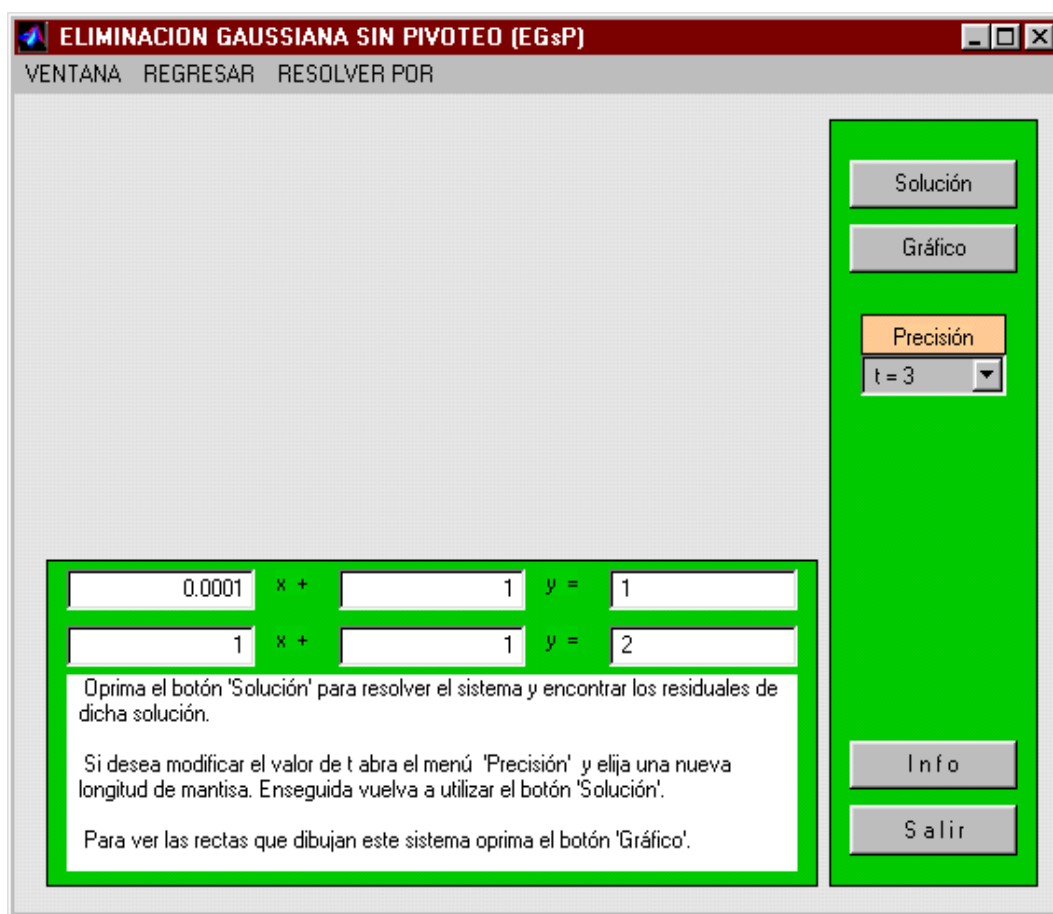 ELIMINACION GAUSSIANA SIN PIVOTEO (EGsP)
VENTANA REGRESAR RESOLVER POR
Solución
Gráfico
Precisión
t = 3
0.0001 x + 1 y = 1
1 x + 1 y = 2
Oprima el botón 'Solución' para resolver el sistema y encontrar los residuales de
dicha solución.
Si desea modificar el valor de t abra el menú 'Precisión' y elija una nueva
longitud de mantisa. Enseguida vuelva a utilizar el botón 'Solución'.
Para ver las rectas que dibujan este sistema oprima el botón 'Gráfico'.
Info
Salir